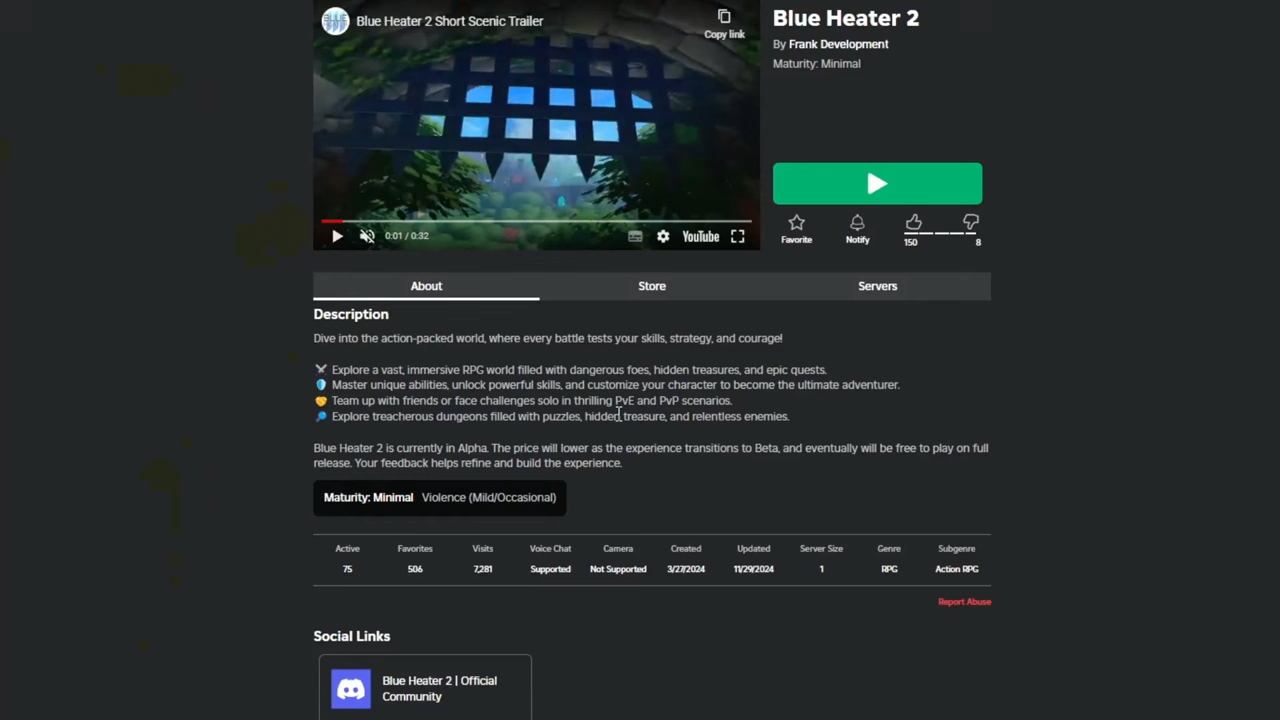 Blue Heater 2 Short Scenic Trailer
Copy link
0:01 / 0:32
YouTube
Blue Heater 2
By Frank Development
Maturity: Minimal
Favorite
Notify
150
8
About
Store
Servers
Description
Dive into the action-packed world, where every battle tests your skills, strategy, and courage!
⚔️ Explore a vast, immersive RPG world filled with dangerous foes, hidden treasures, and epic quests.
🛡️ Master unique abilities, unlock powerful skills, and customize your character to become the ultimate adventurer.
🤝 Team up with friends or face challenges solo in thrilling PvE and PvP scenarios.
🔎 Explore treacherous dungeons filled with puzzles, hidden treasure, and relentless enemies.
Blue Heater 2 is currently in Alpha. The price will lower as the experience transitions to Beta, and eventually will be free to play on full
release. Your feedback helps refine and build the experience.
Maturity: Minimal Violence (Mild/Occasional)
Active Favorites Visits Voice Chat Camera Created Updated Server Size Genre Subgenre
75 506 7,281 Supported Not Supported 3/27/2024 11/29/2024 1 RPG Action RPG
Report Abuse
Social Links
Blue Heater 2 | Official
Community